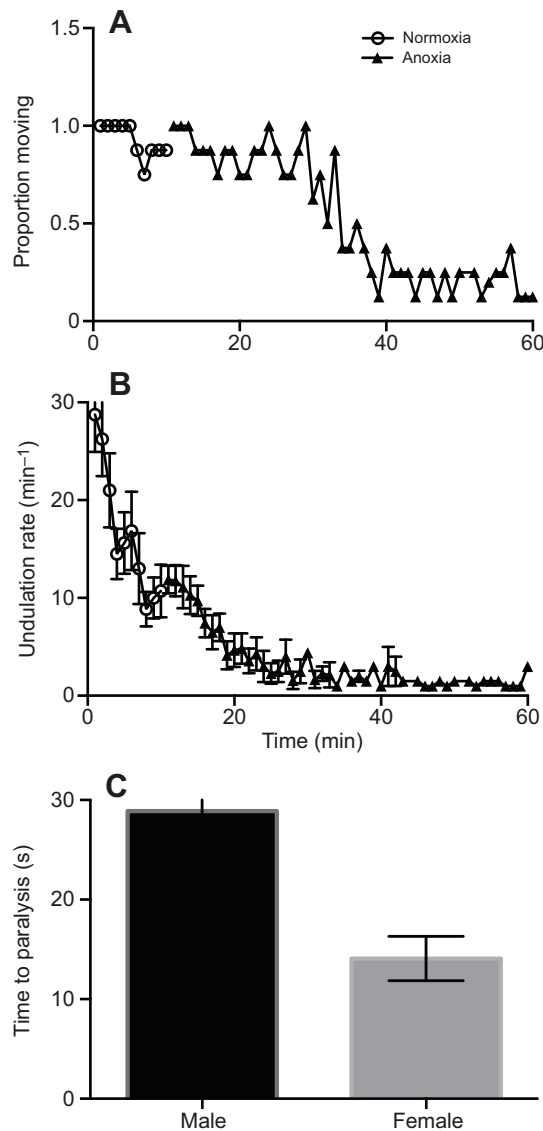 A
1.5
Normoxia
Anoxia
1.0
Proportion moving
0.5
0
0 20 40 60
B
30
Undulation rate (min⁻¹)
20
10
0
0 20 40 60
Time (min)
C
30
Time to paralysis (s)
20
10
0
Male Female